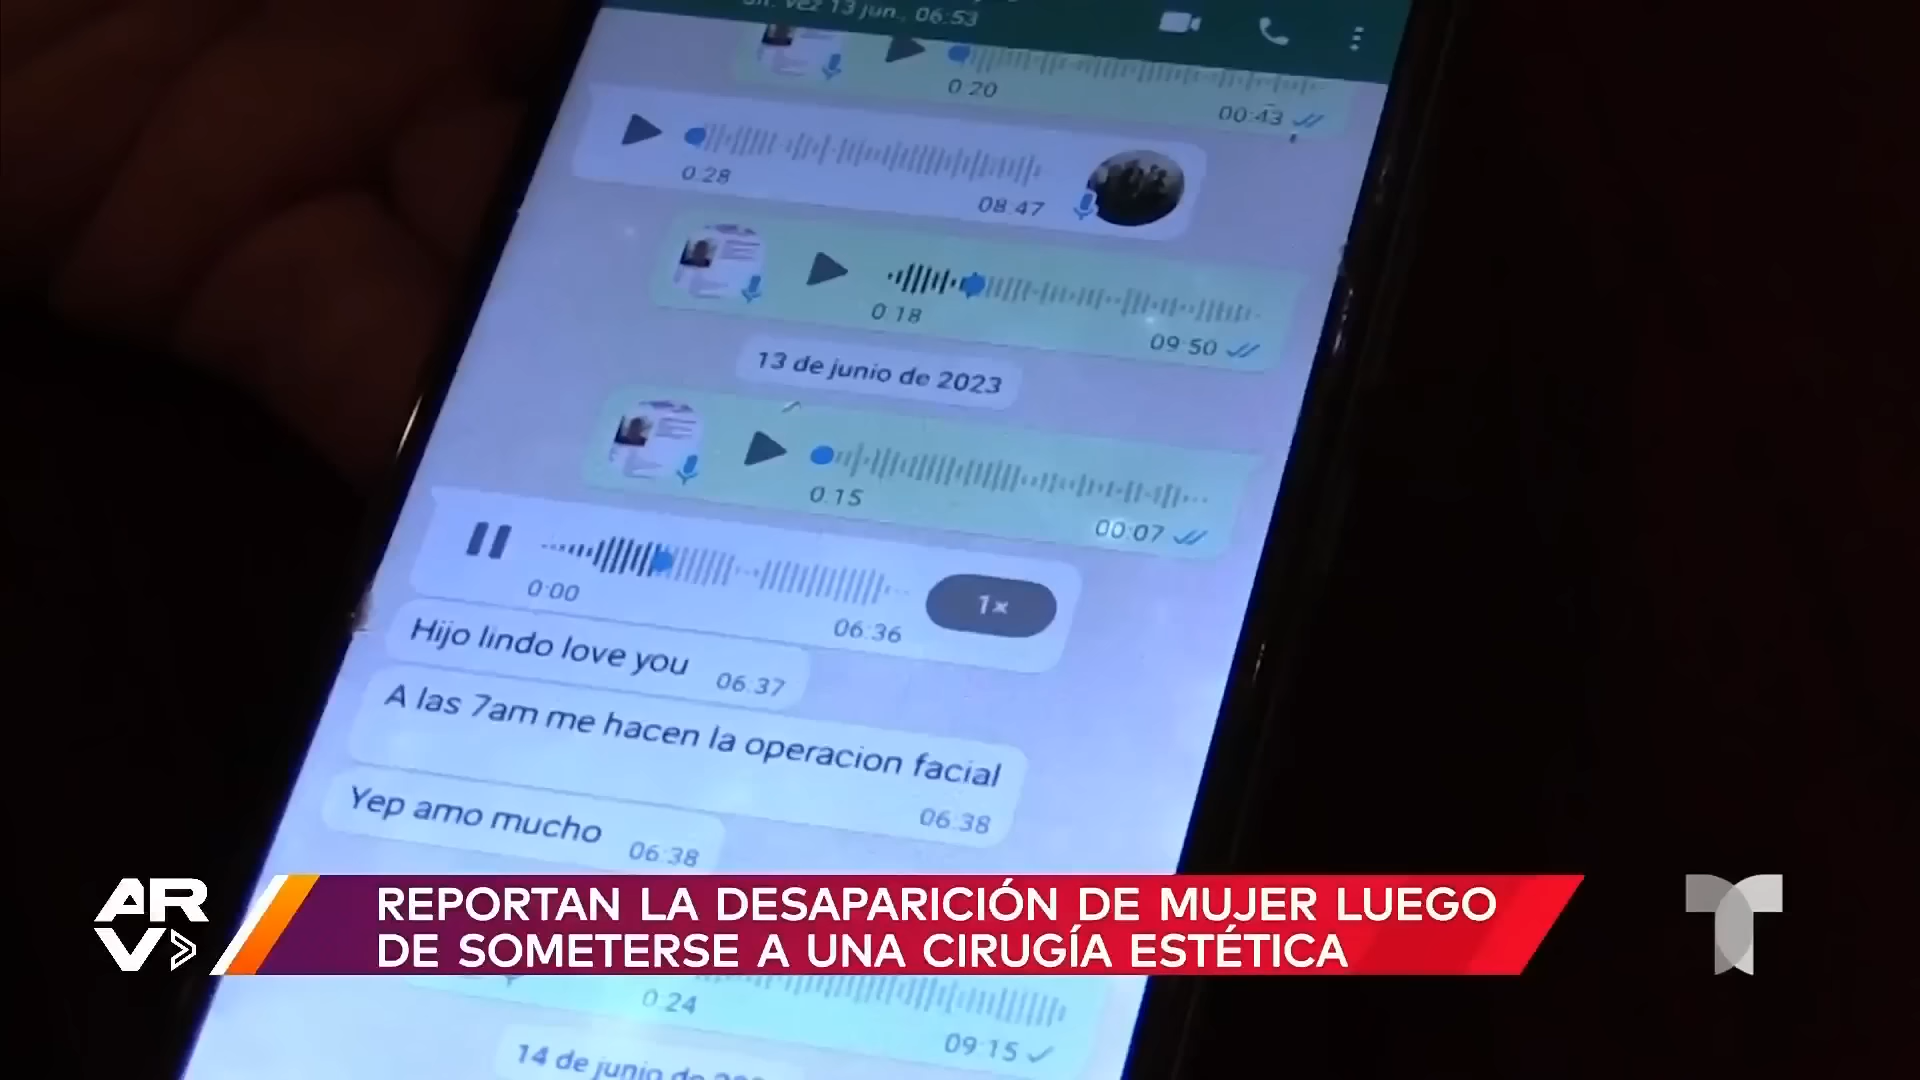 últ. vez 13 jun., 06:53
0:20
00:43
0:28
08:47
0:18
09:50
13 de junio de 2023
0:15
00:07
0:00
06:36
1×
Hijo lindo love you
06:37
A las 7am me hacen la operacion facial
06:38
Yep amo mucho
06:38
ARV
REPORTAN LA DESAPARICIÓN DE MUJER LUEGO
DE SOMETERSE A UNA CIRUGÍA ESTÉTICA
T
0:24
09:15
14 de junio de